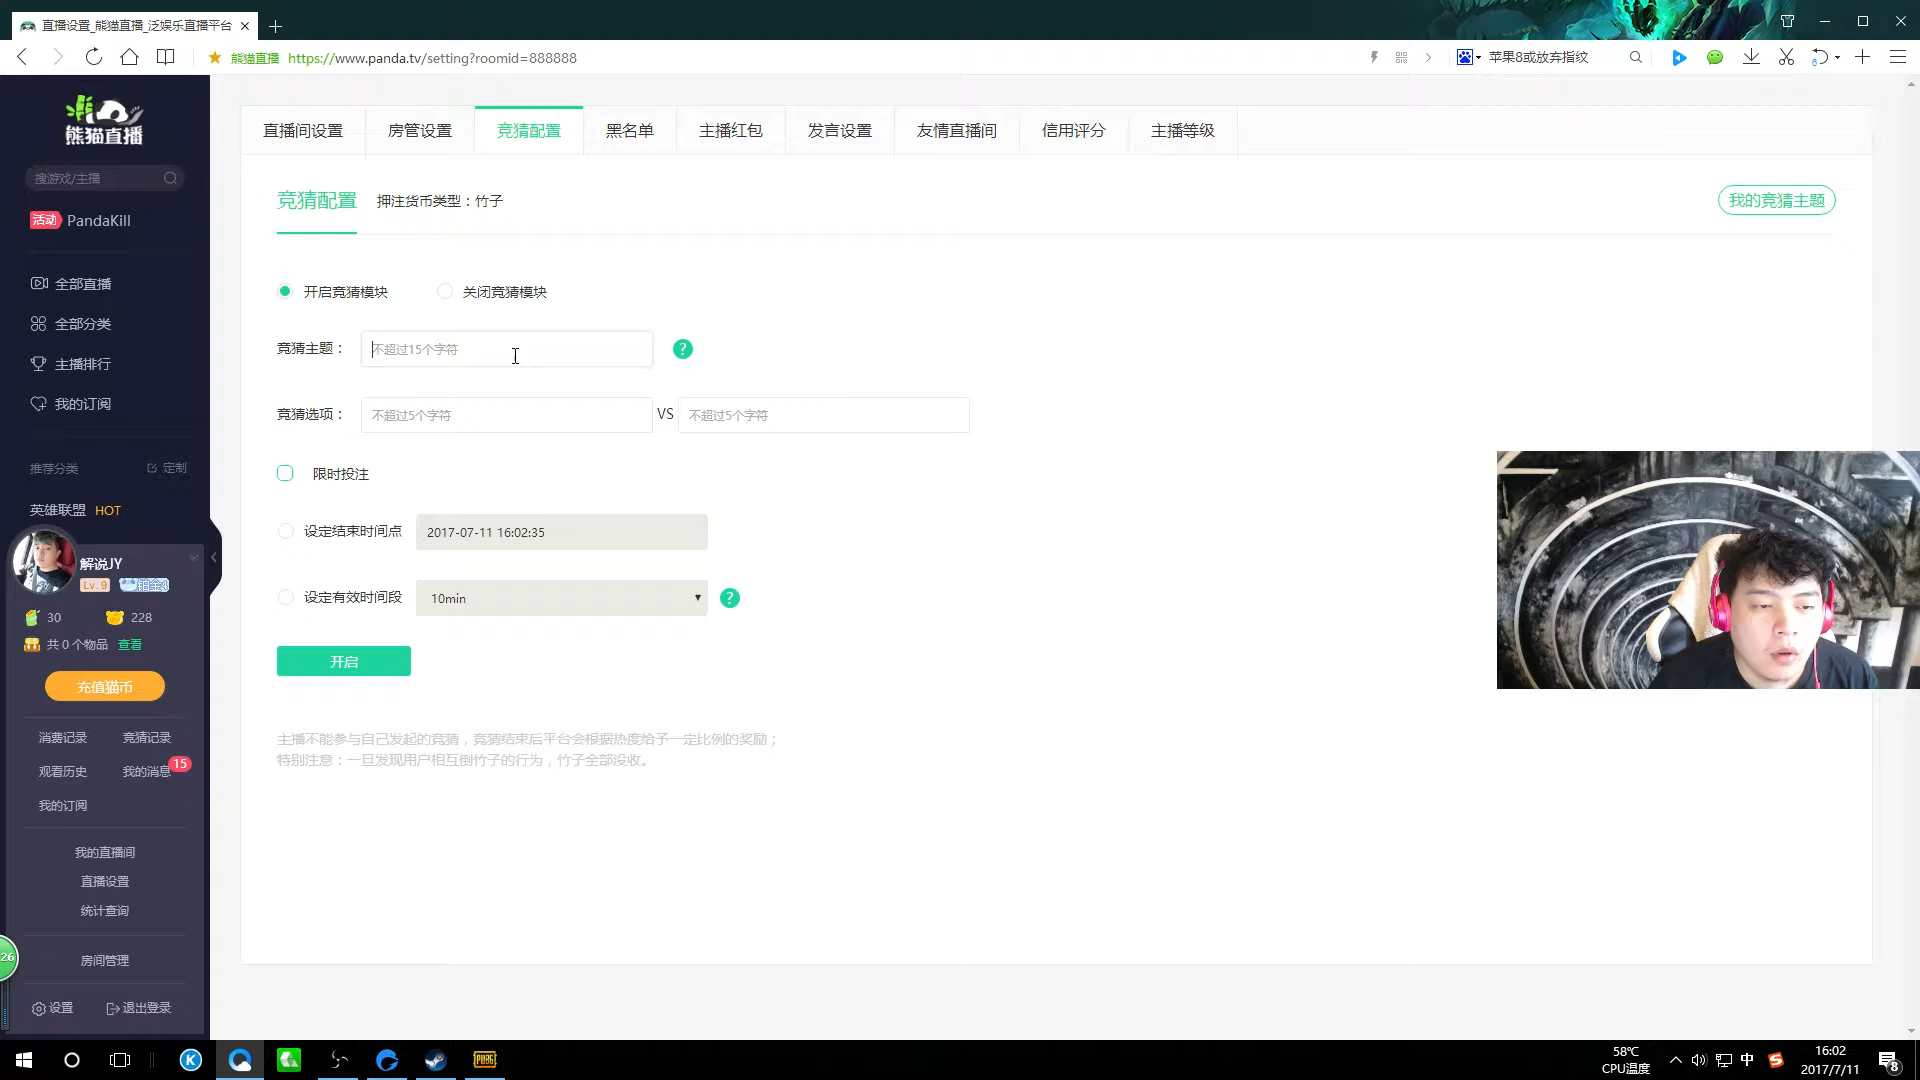 直播设置_熊猫直播_泛娱乐直播平台
熊猫直播 https://www.panda.tv/setting?roomid=888888
苹果8或放弃指纹
6
熊猫直播
搜游戏/主播
活动 PandaKill
全部直播
全部分类
主播排行
我的订阅
推荐分类 定制
英雄联盟 HOT
解说JY
Lv. 9 铂金4
30 228
共 0 个物品 查看
充值猫币
消费记录 竞猜记录
观看历史 我的消息 15
我的订阅
我的直播间
直播设置
统计查询
26
房间管理
设置 退出登录
直播间设置 房管设置 竞猜配置 黑名单 主播红包 发言设置 友情直播间 信用评分 主播等级
竞猜配置 押注货币类型：竹子 我的竞猜主题
开启竞猜模块 关闭竞猜模块
竞猜主题： 不超过15个字符 ?
竞猜选项： 不超过5个字符 VS 不超过5个字符
限时投注
设定结束时间点 2017-07-11 16:02:35
设定有效时间段 10min ?
开启
主播不能参与自己发起的竞猜，竞猜结束后平台会根据热度给予一定比例的奖励；
特别注意：一旦发现用户相互倒竹子的行为，竹子全部没收。
K
PUBG
58℃
CPU温度
中 S
16:02
2017/7/11
8